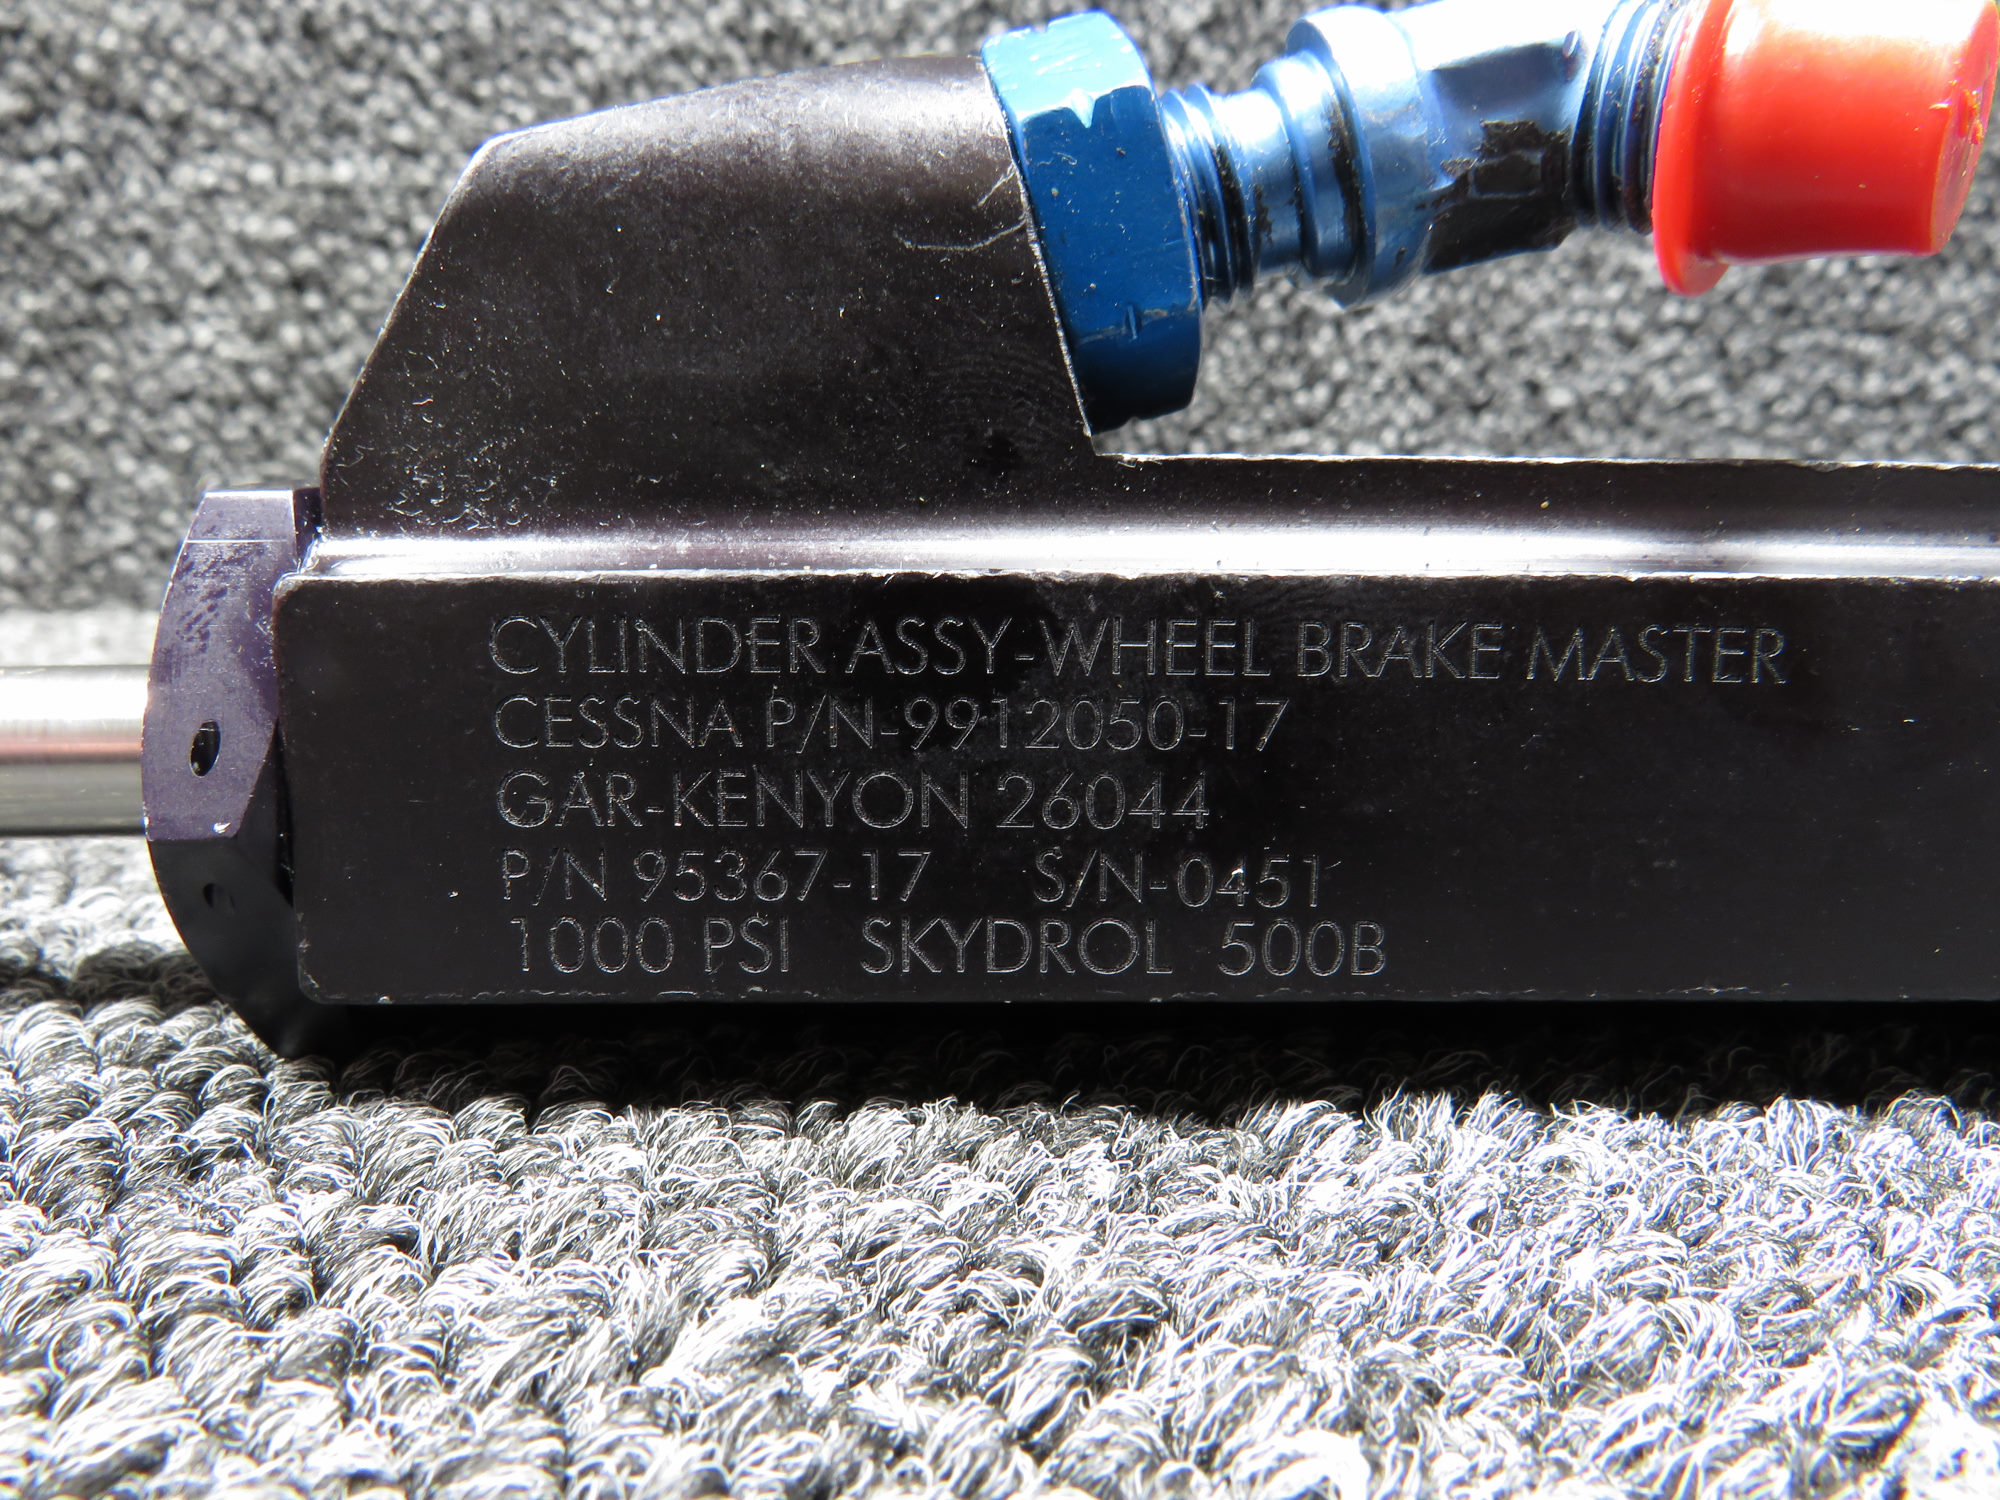 CYLINDER ASSY-WHEEL BRAKE MASTER
CESSNA P/N-9912050-17
GAR-KENYON 26044
P/N 95367-17 S/N-0451
1000 PSI SKYDROL 500B